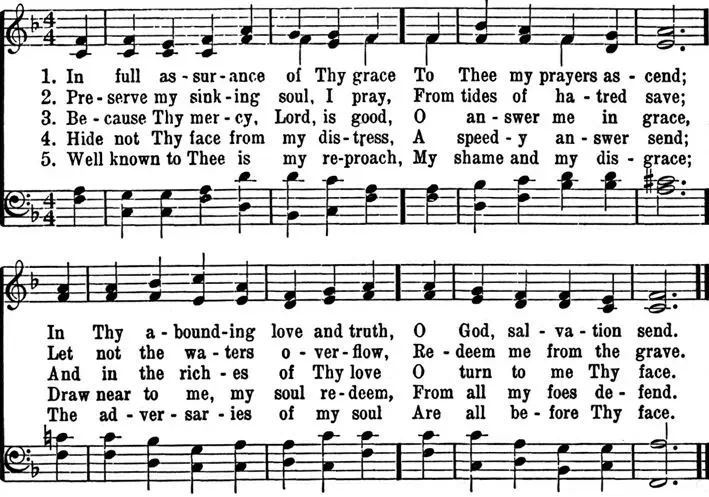 4 4
1. In full as-sur-ance of Thy grace To Thee my prayers as-cend;
2. Pre-serve my sink-ing soul, I pray, From tides of ha-tred save;
3. Be-cause Thy mer-cy, Lord, is good, O an-swer me in grace,
4. Hide not Thy face from my dis-tress, A speed-y an-swer send;
5. Well known to Thee is my re-proach, My shame and my dis-grace;
4 4
In Thy a-bound-ing love and truth, O God, sal-va-tion send.
Let not the wa-ters o-ver-flow, Re-deem me from the grave.
And in the rich-es of Thy love O turn to me Thy face.
Draw near to me, my soul re-deem, From all my foes de-fend.
The ad-ver-sar-ies of my soul Are all be-fore Thy face.